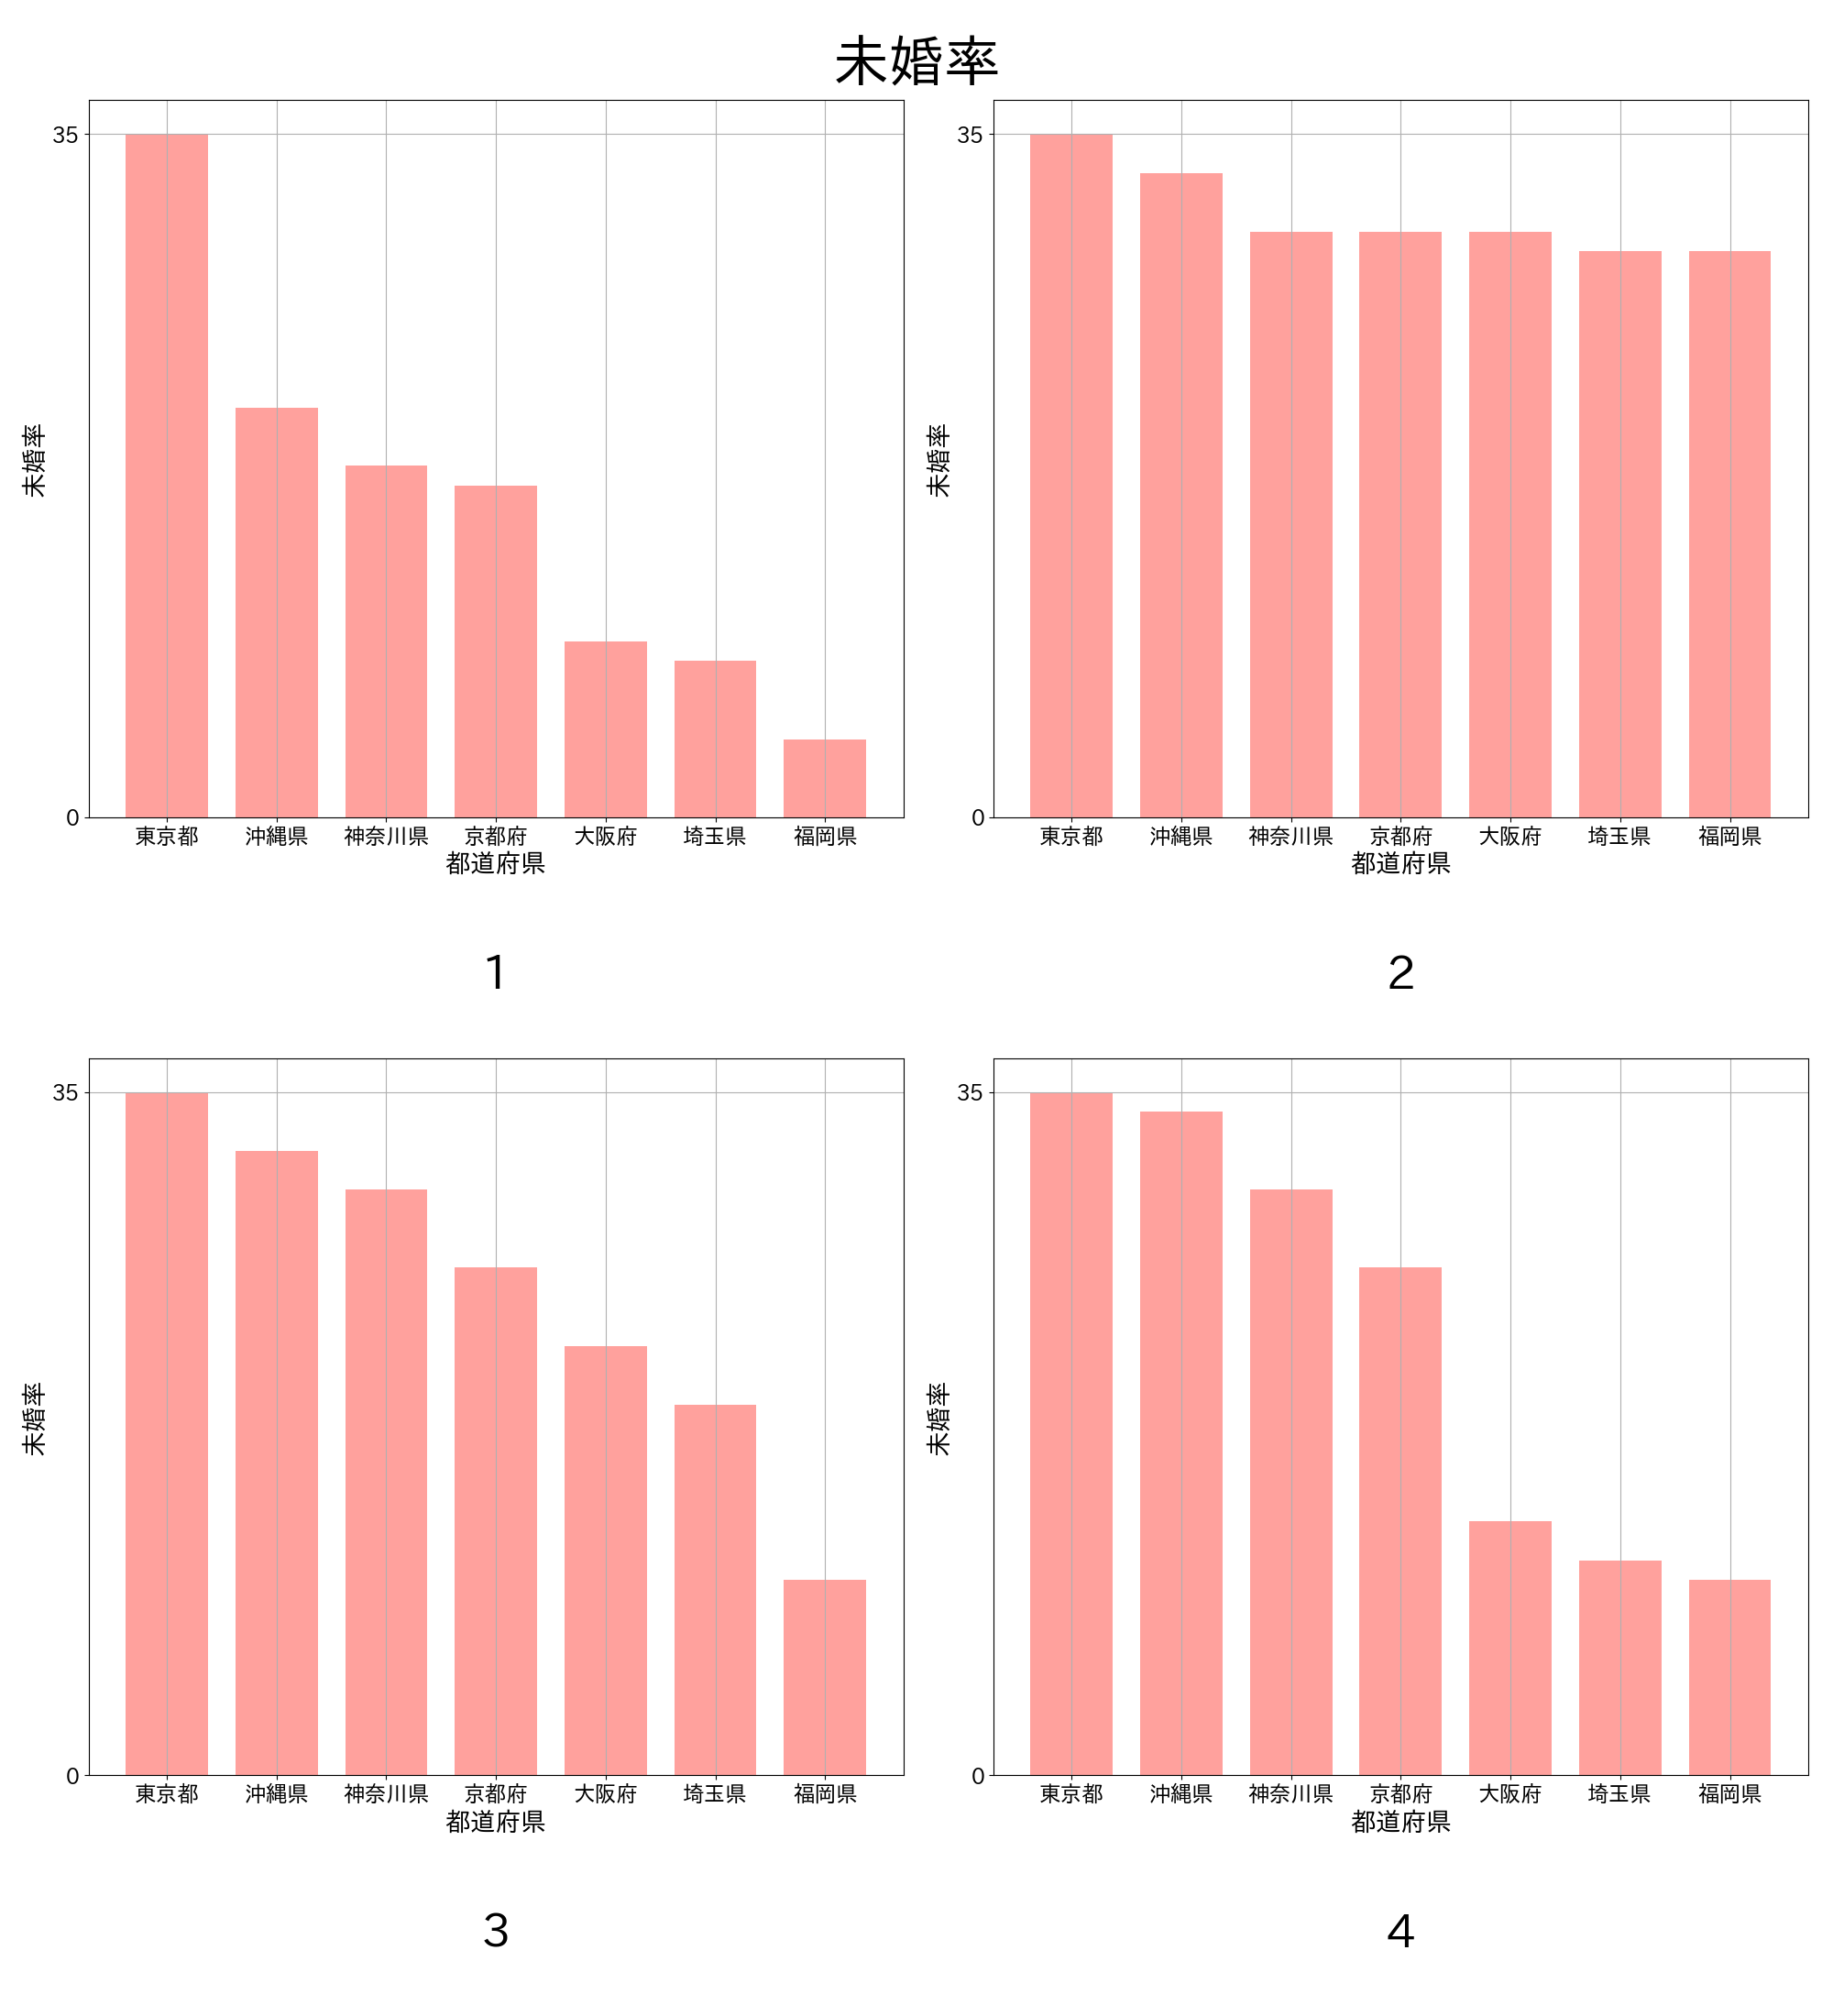 未婚率
35
0
未婚率
東京都 沖縄県 神奈川県 京都府 大阪府 埼玉県 福岡県
都道府県
1
35
0
未婚率
東京都 沖縄県 神奈川県 京都府 大阪府 埼玉県 福岡県
都道府県
2
35
0
未婚率
東京都 沖縄県 神奈川県 京都府 大阪府 埼玉県 福岡県
都道府県
3
35
0
未婚率
東京都 沖縄県 神奈川県 京都府 大阪府 埼玉県 福岡県
都道府県
4